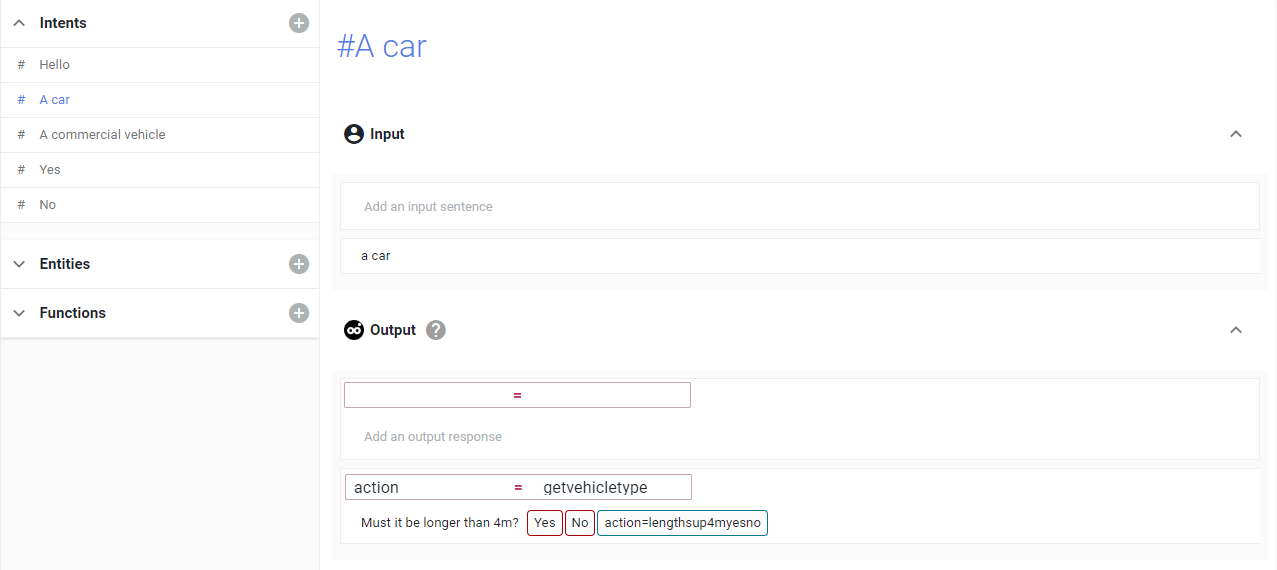 Intents
# Hello
# A car
# A commercial vehicle
# Yes
# No
Entities
Functions
#A car
Input
Add an input sentence
a car
Output ?
=
Add an output response
action = getvehicletype
Must it be longer than 4m? Yes No action=lengthsup4myesno